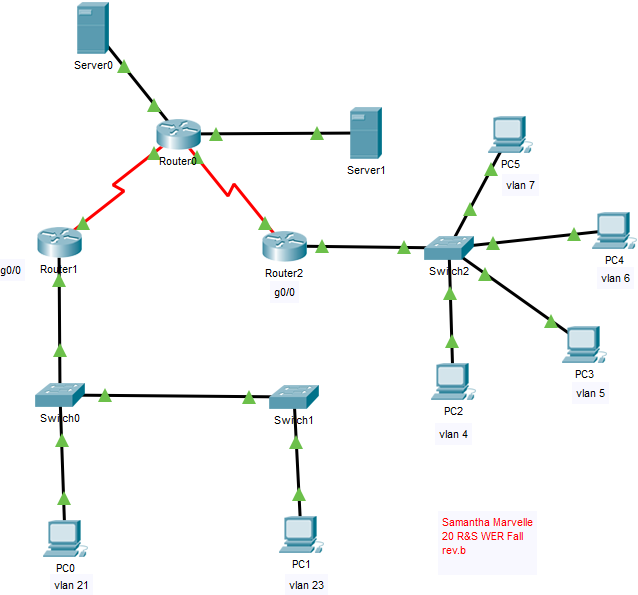 Server0
Server1
Router0
PC5
vlan 7
g0/0
Router1
Router2
g0/0
Switch2
PC4
vlan 6
PC3
vlan 5
PC2
vlan 4
Switch0
Switch1
PC0
vlan 21
PC1
vlan 23
Samantha Marvelle
20 R&S WER Fall
rev.b